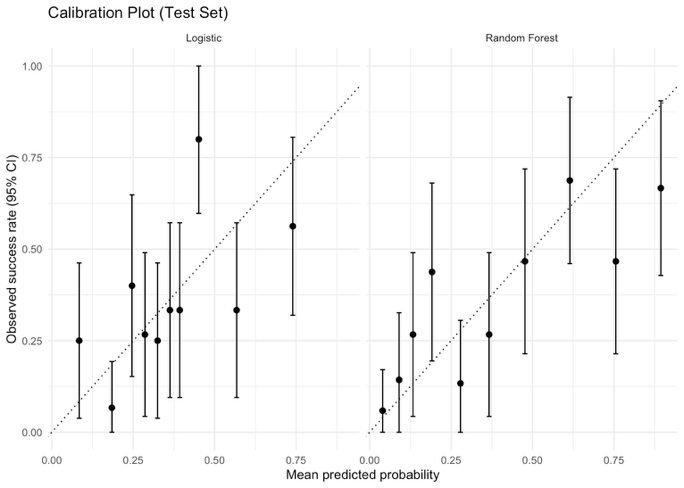 Calibration Plot (Test Set)
Logistic
Random Forest
1.00
0.75
0.50
0.25
0.00
Observed success rate (95% CI)
0.00 0.25 0.50 0.75
0.00 0.25 0.50 0.75
Mean predicted probability